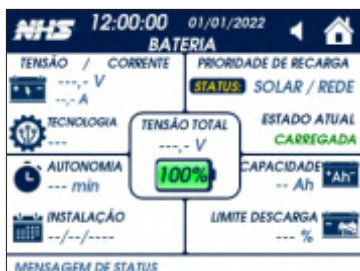 NHS 12:00:00 01/01/2022
BATERIA
TENSÃO / CORRENTE
---,- V
--,- A
PRIORIDADE DE RECARGA
STATUS: SOLAR / REDE
TECNOLOGIA
---
TENSÃO TOTAL
---,- V
100%
ESTADO ATUAL
CARREGADA
AUTONOMIA
--- min
CAPACIDADE
-- Ah
*Ah*
INSTALAÇÃO
--/--/----
LIMITE DESCARGA
--- %
MENSAGEM DE STATUS